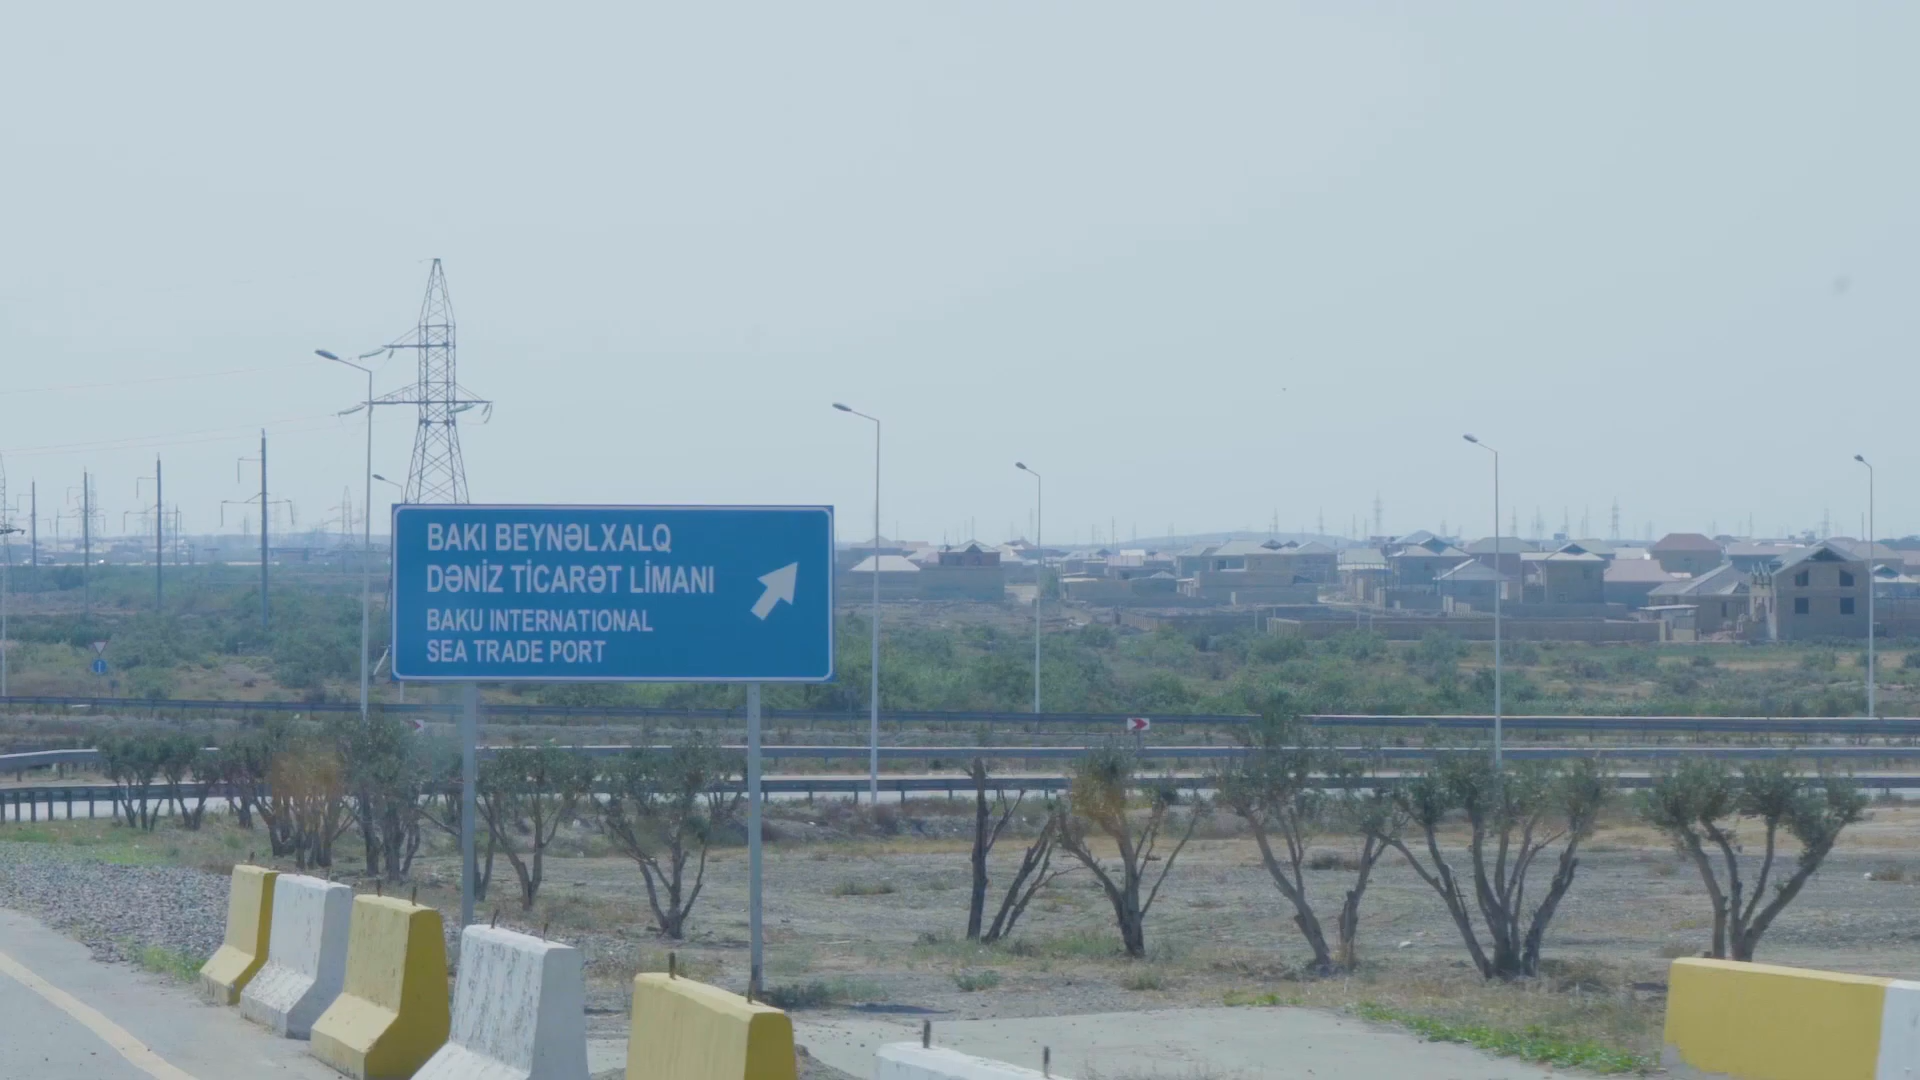 BAKI BEYNƏLXALQ
DƏNİZ TİCARƏT LİMANI
BAKU INTERNATIONAL
SEA TRADE PORT